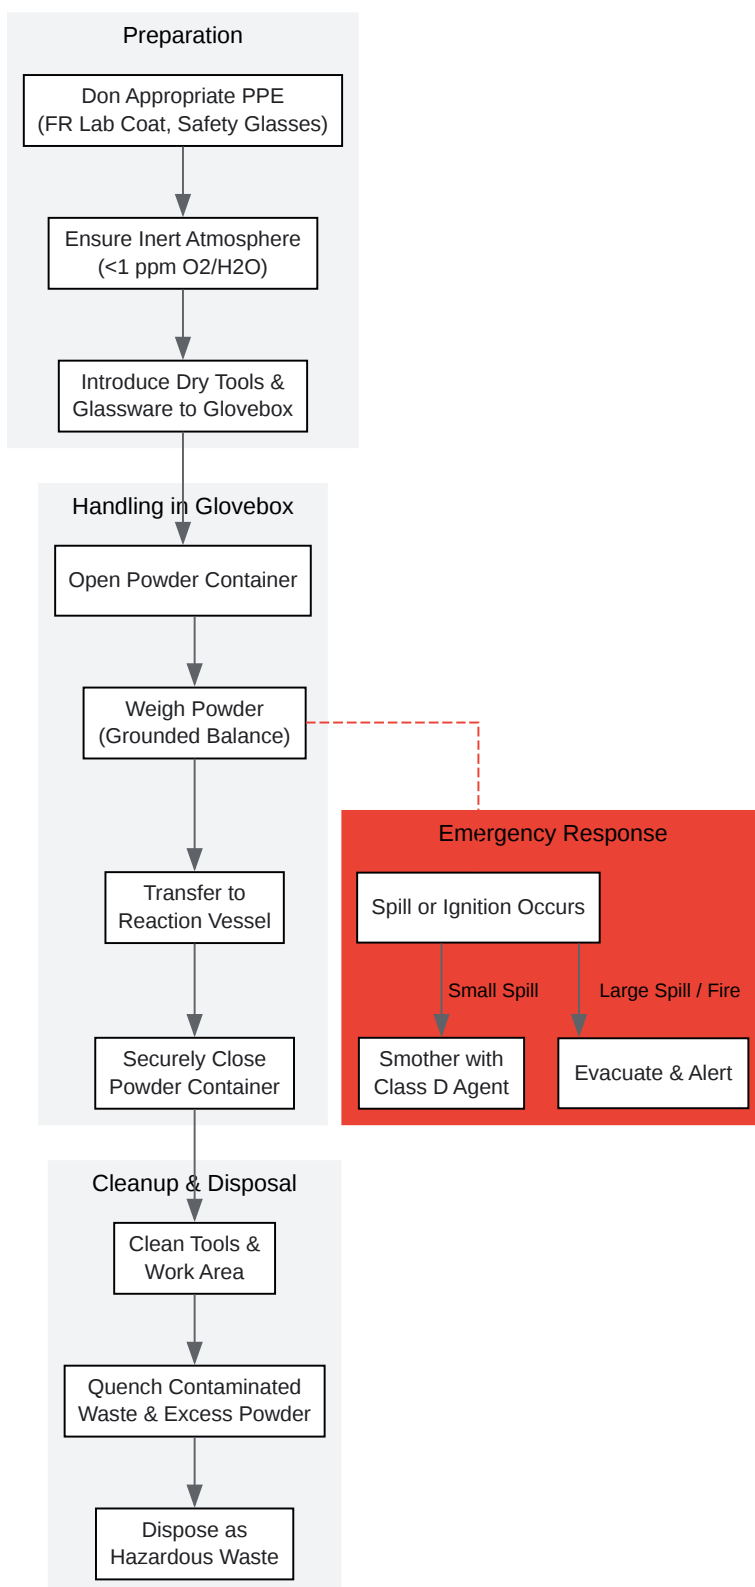 Preparation
Don Appropriate PPE
(FR Lab Coat, Safety Glasses)
Ensure Inert Atmosphere
(<1 ppm O2/H2O)
Introduce Dry Tools &
Glassware to Glovebox
Handling in Glovebox
Open Powder Container
Weigh Powder
(Grounded Balance)
Transfer to
Reaction Vessel
Securely Close
Powder Container
Emergency Response
Spill or Ignition Occurs
Small Spill
Large Spill / Fire
Smother with
Class D Agent
Evacuate & Alert
Cleanup & Disposal
Clean Tools &
Work Area
Quench Contaminated
Waste & Excess Powder
Dispose as
Hazardous Waste